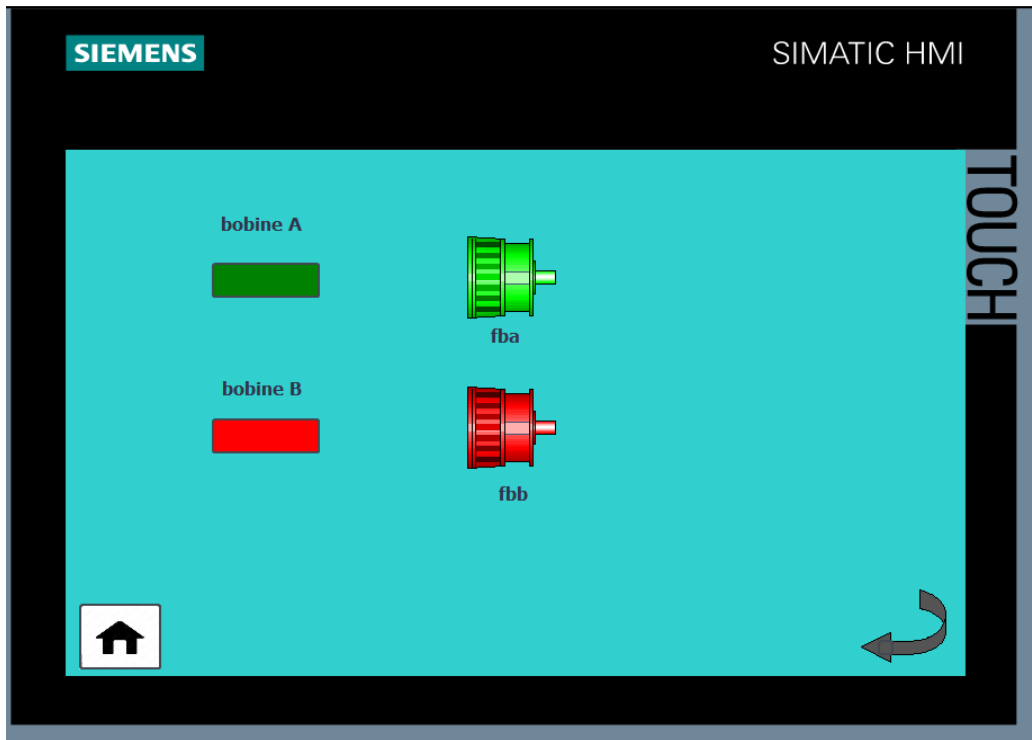 SIEMENS
SIMATIC HMI
TOUCH
bobine A
fba
bobine B
fbb